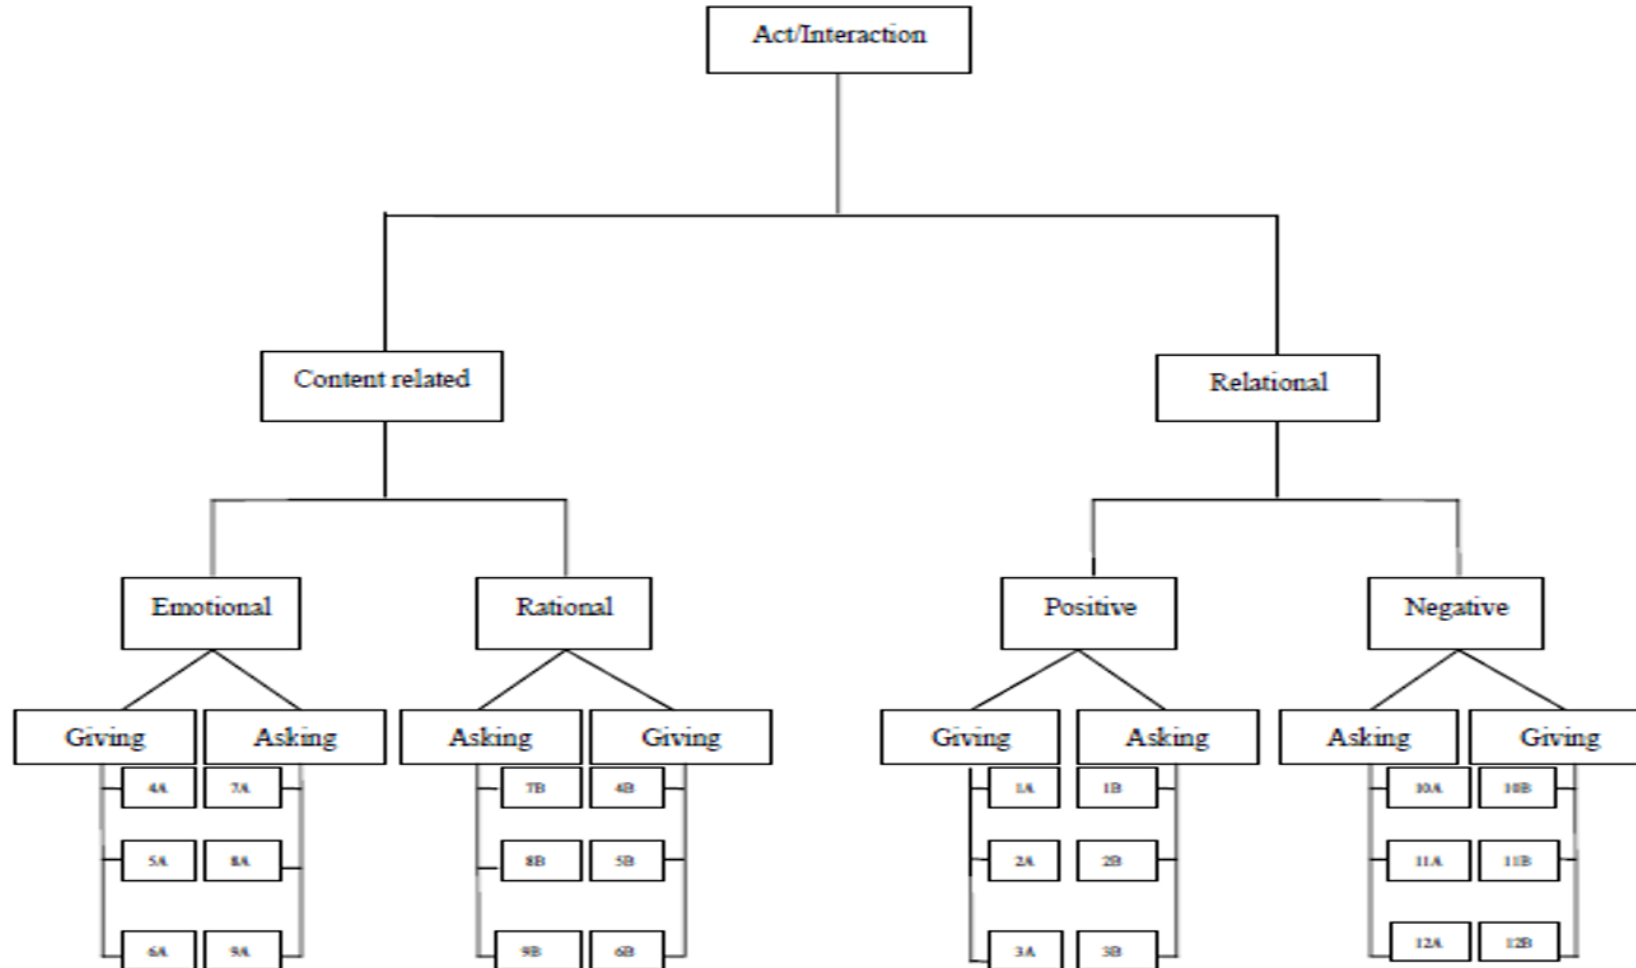 Act/Interaction
Content related
Relational
Emotional
Rational
Positive
Negative
Giving
Asking
Asking
Giving
Giving
Asking
Asking
Giving
4A
7A
7B
4B
1A
1B
10A
10B
5A
8A
8B
5B
2A
2B
11A
11B
6A
9A
9B
6B
3A
3B
12A
12B